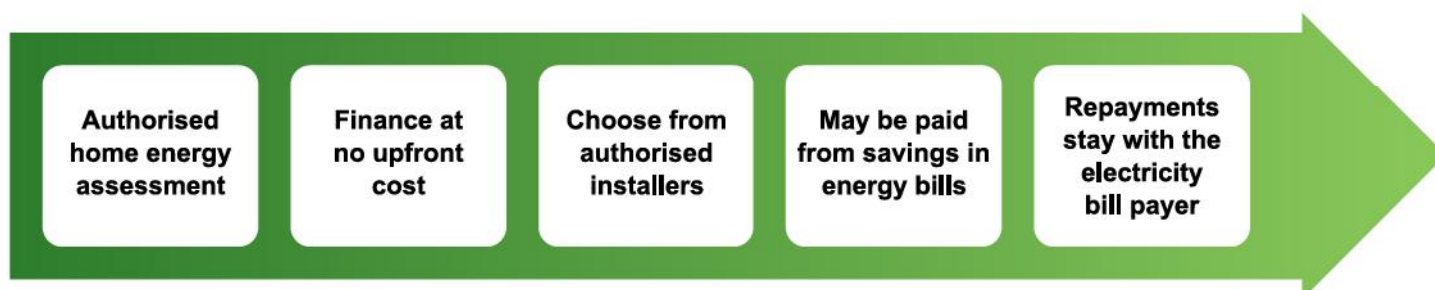 Authorised
home energy
assessment
Finance at
no upfront
cost
Choose from
authorised
installers
May be paid
from savings in
energy bills
Repayments
stay with the
electricity
bill payer